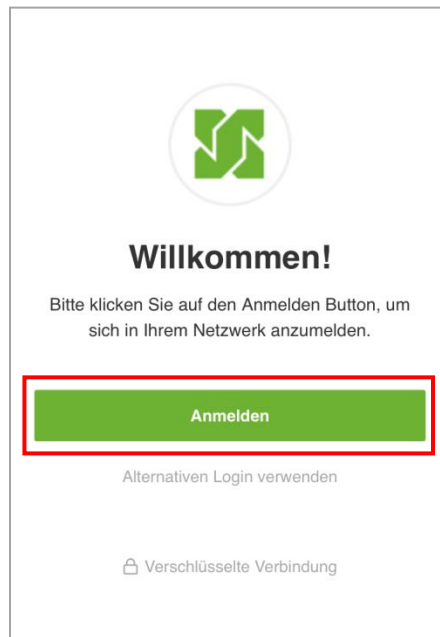 Willkommen!
Bitte klicken Sie auf den Anmelden Button, um
sich in Ihrem Netzwerk anzumelden.
Anmelden
Alternativen Login verwenden
Verschlüsselte Verbindung